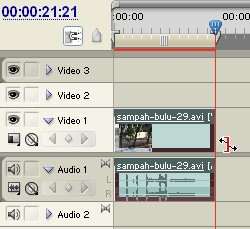 00:00:21:21
:00:00
00:00
Video 3
Video 2
Video 1
sampah-bulu-29.avi [V
Audio 1
sampah-bulu-29.avi [
L
R
Audio 2